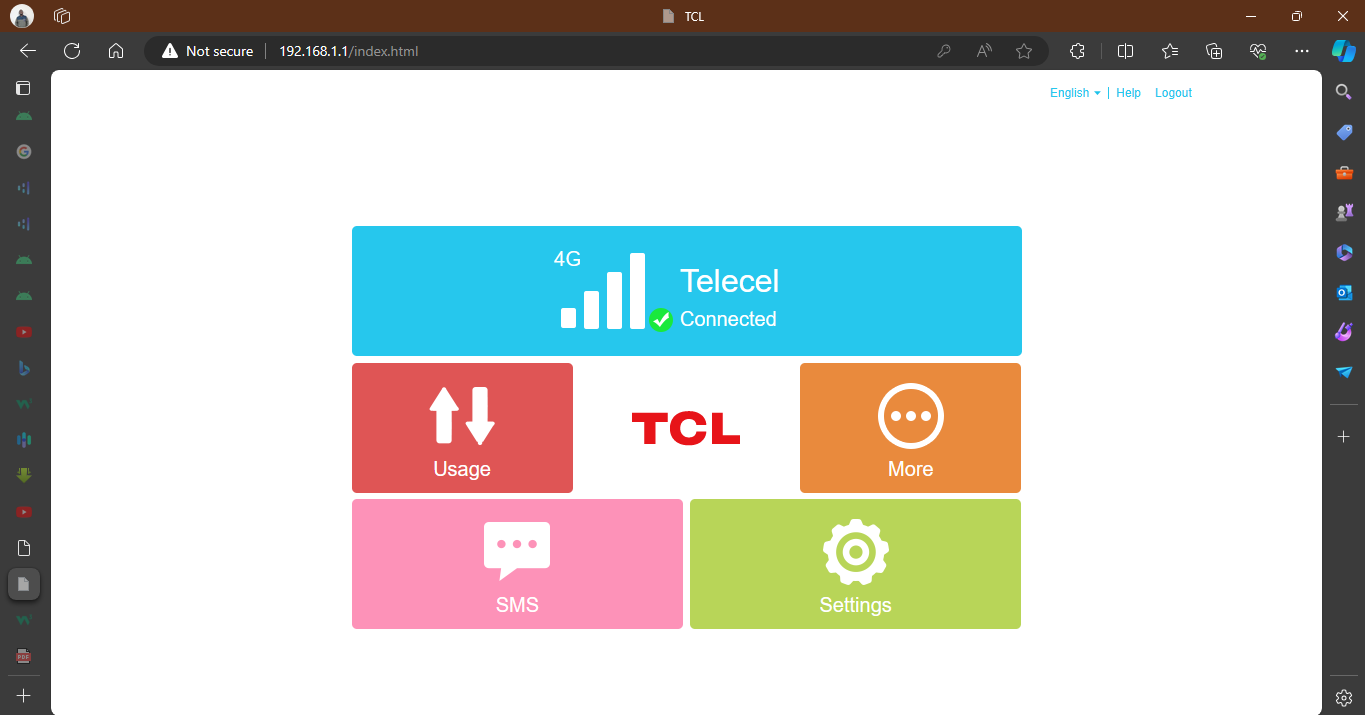 TCL
Not secure | 192.168.1.1/index.html
English | Help Logout
4G
Telecel
Connected
Usage
TCL
More
SMS
Settings